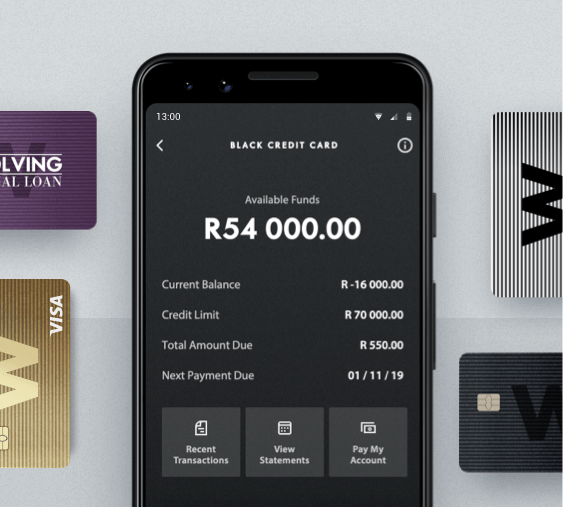 13:00
BLACK CREDIT CARD
Available Funds
R54 000.00
Current Balance R -16 000.00
Credit Limit R 70 000.00
Total Amount Due R 550.00
Next Payment Due 01 / 11 / 19
Recent Transactions
View Statements
Pay My Account
OLVING
AL LOAN
VISA
W
W
W
W